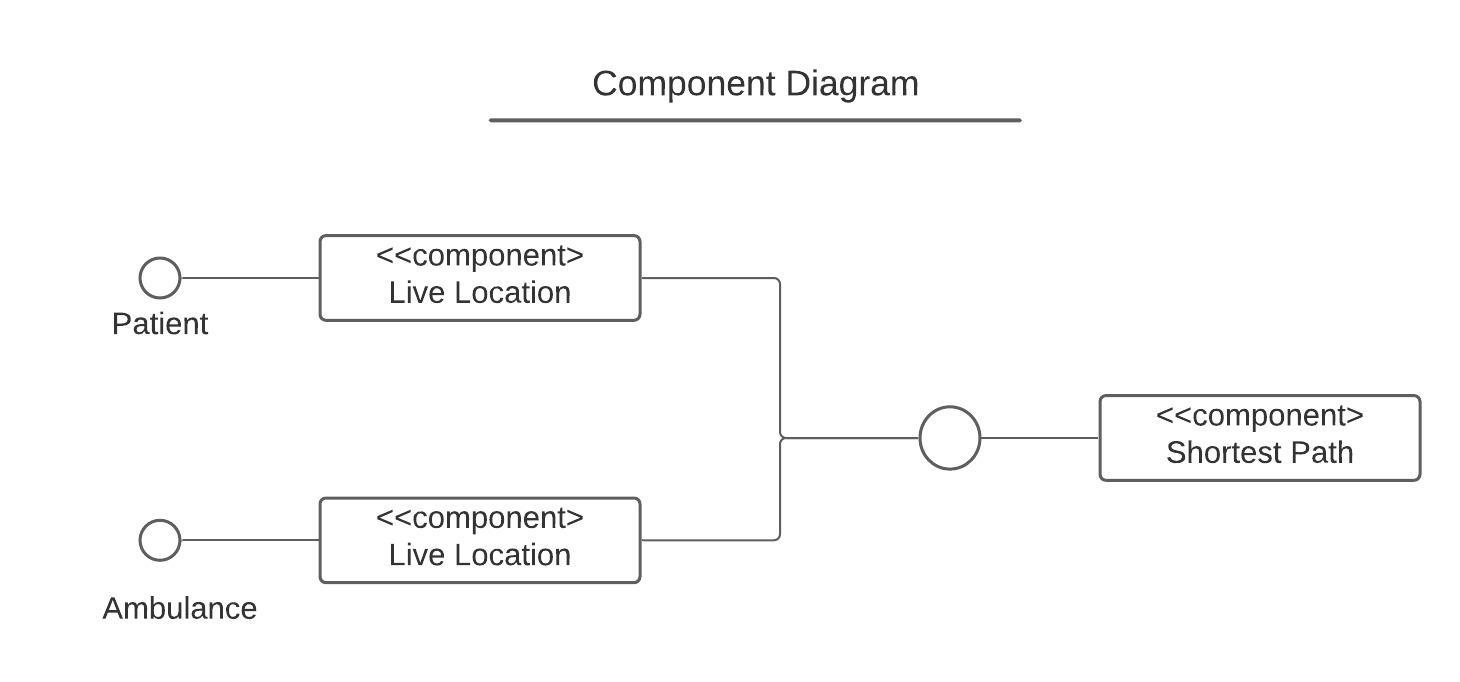 Component Diagram
<<component>
Live Location
Patient
<<component>
Shortest Path
<<component>
Live Location
Ambulance